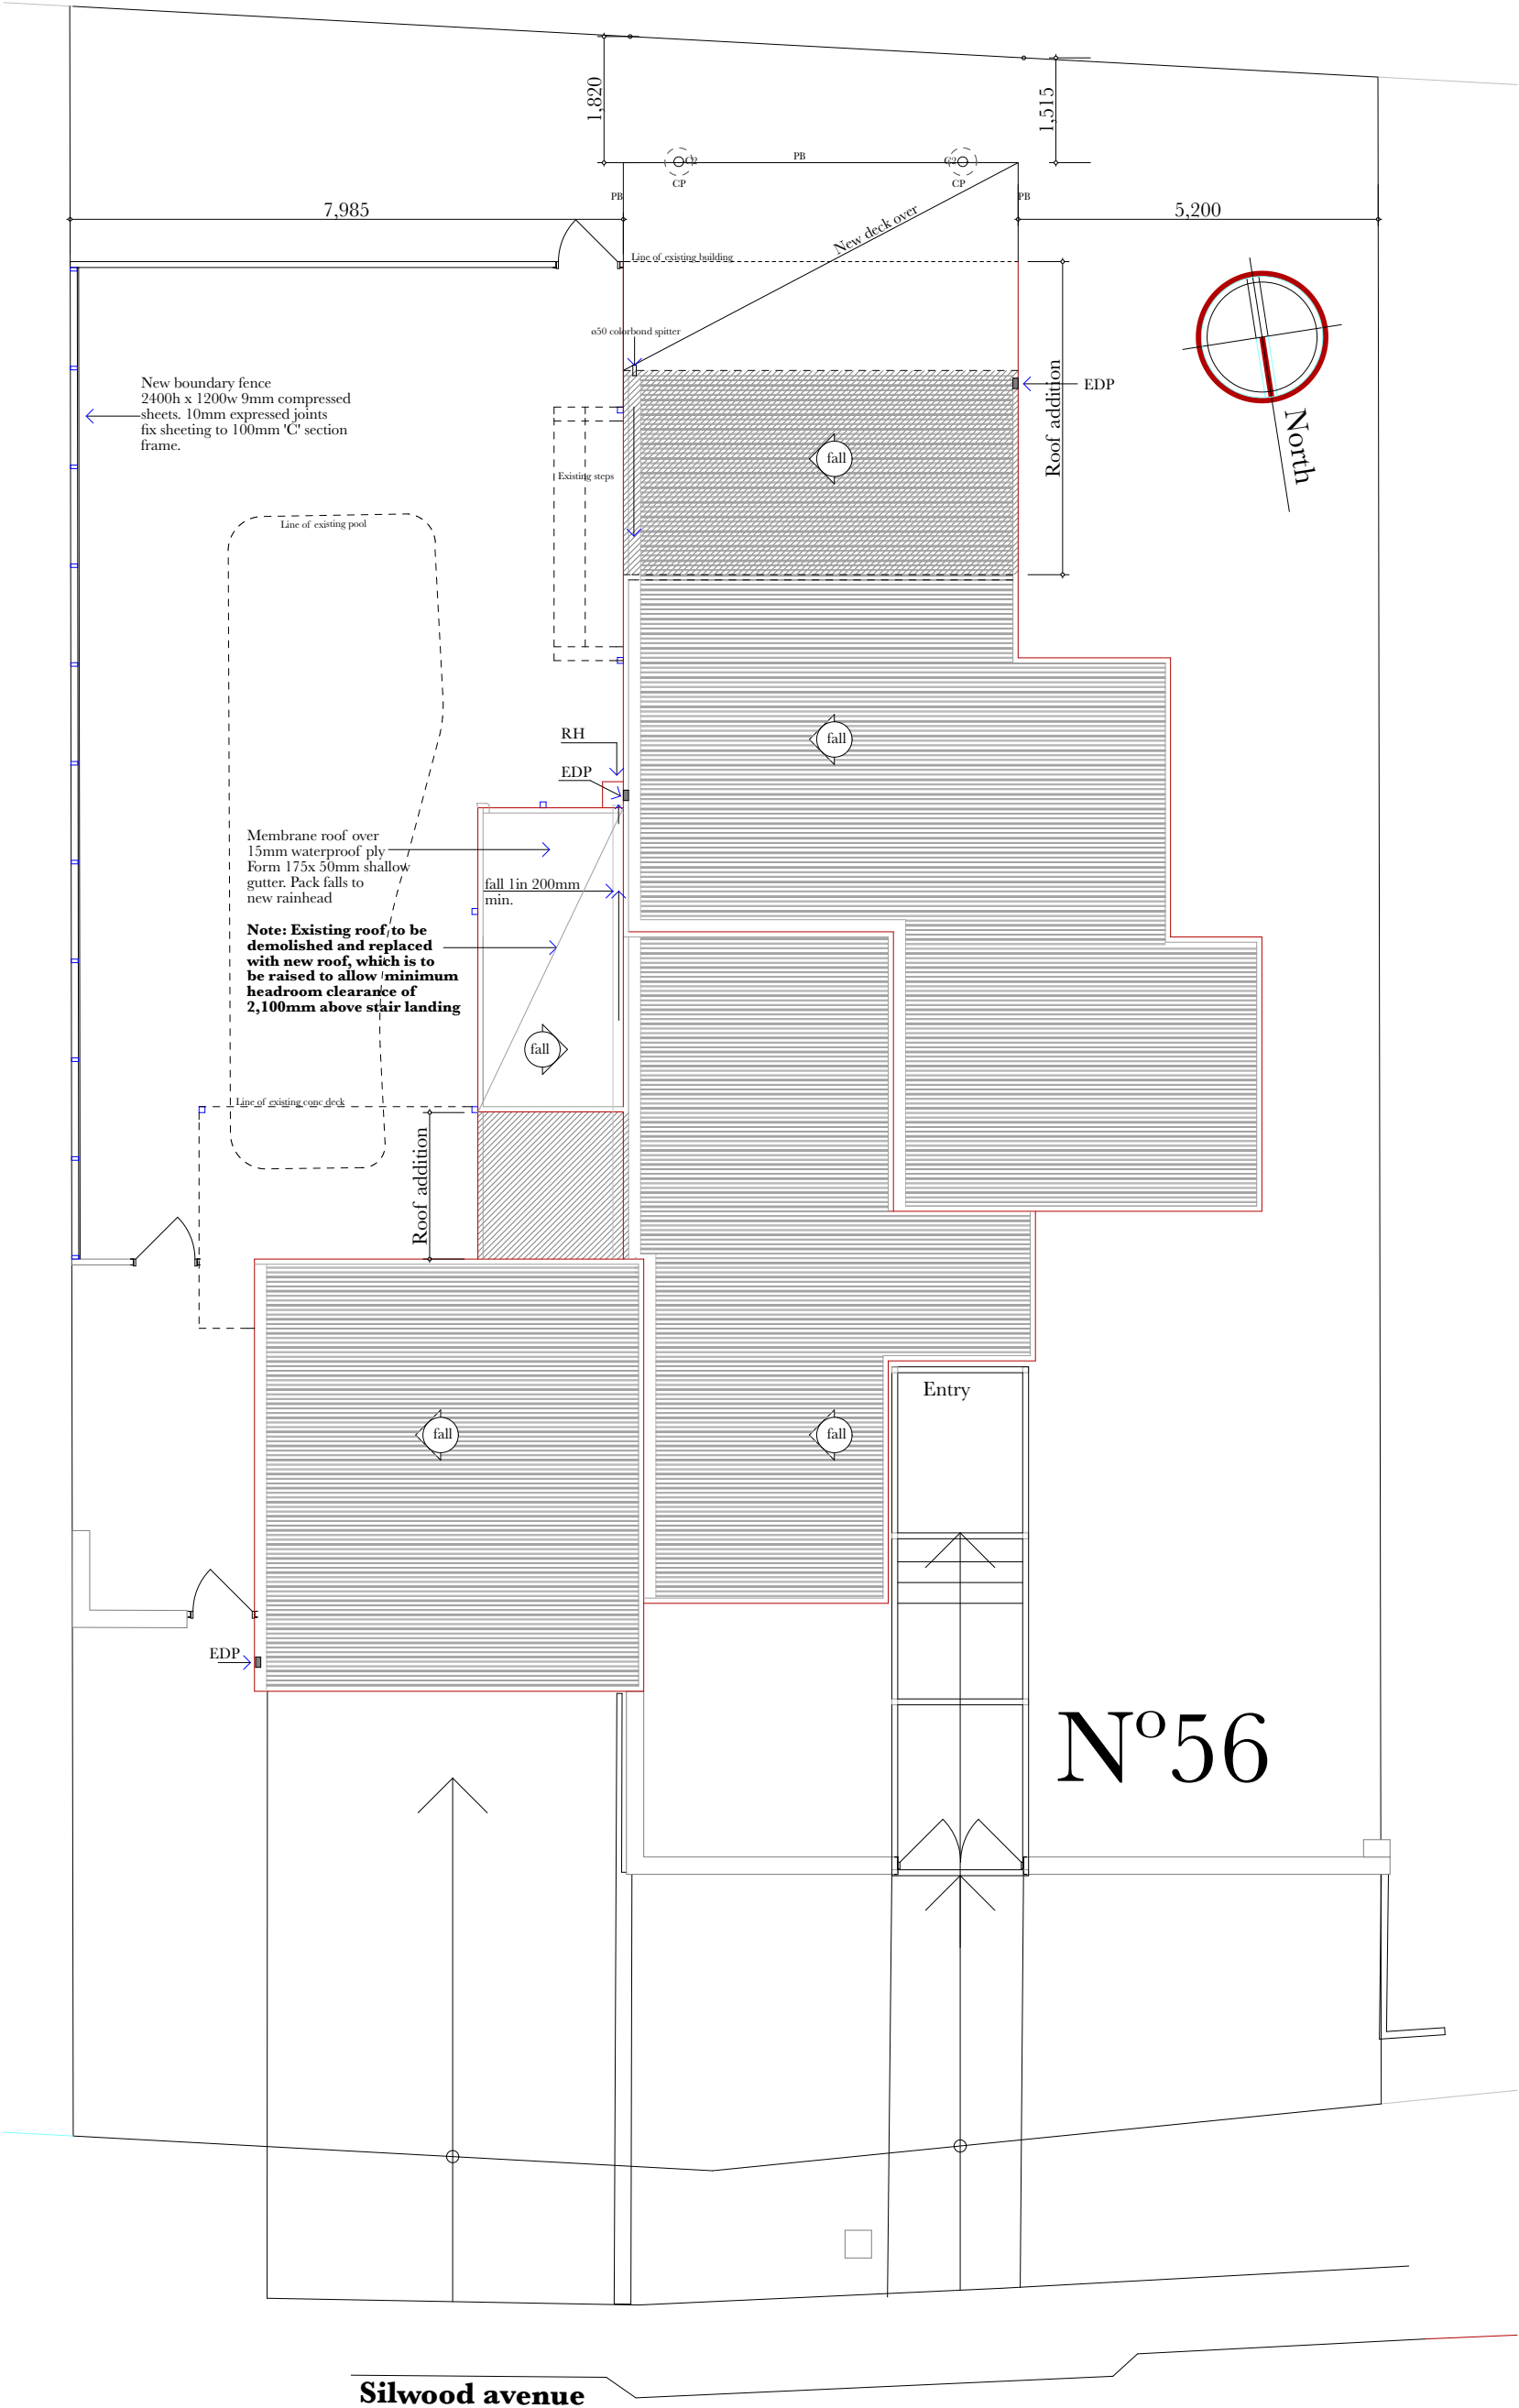 1,820
1,515
PB
C2
C2
CP
CP
PB
PB
7,985
5,200
New deck over
Line of existing building
ø50 colorbond spitter
New boundary fence
2400h x 1200w 9mm compressed
sheets. 10mm expressed joints
fix sheeting to 100mm 'C' section
frame.
EDP
Roof addition
North
fall
Existing steps
Line of existing pool
RH
fall
EDP
Membrane roof over
15mm waterproof ply
Form 175x 50mm shallow
gutter. Pack falls to
new rainhead
fall 1in 200mm
min.
Note: Existing roof to be
demolished and replaced
with new roof, which is to
be raised to allow minimum
headroom clearance of
2,100mm above stair landing
fall
Line of existing conc deck
Roof addition
Entry
fall
fall
EDP
Nº56
Silwood avenue